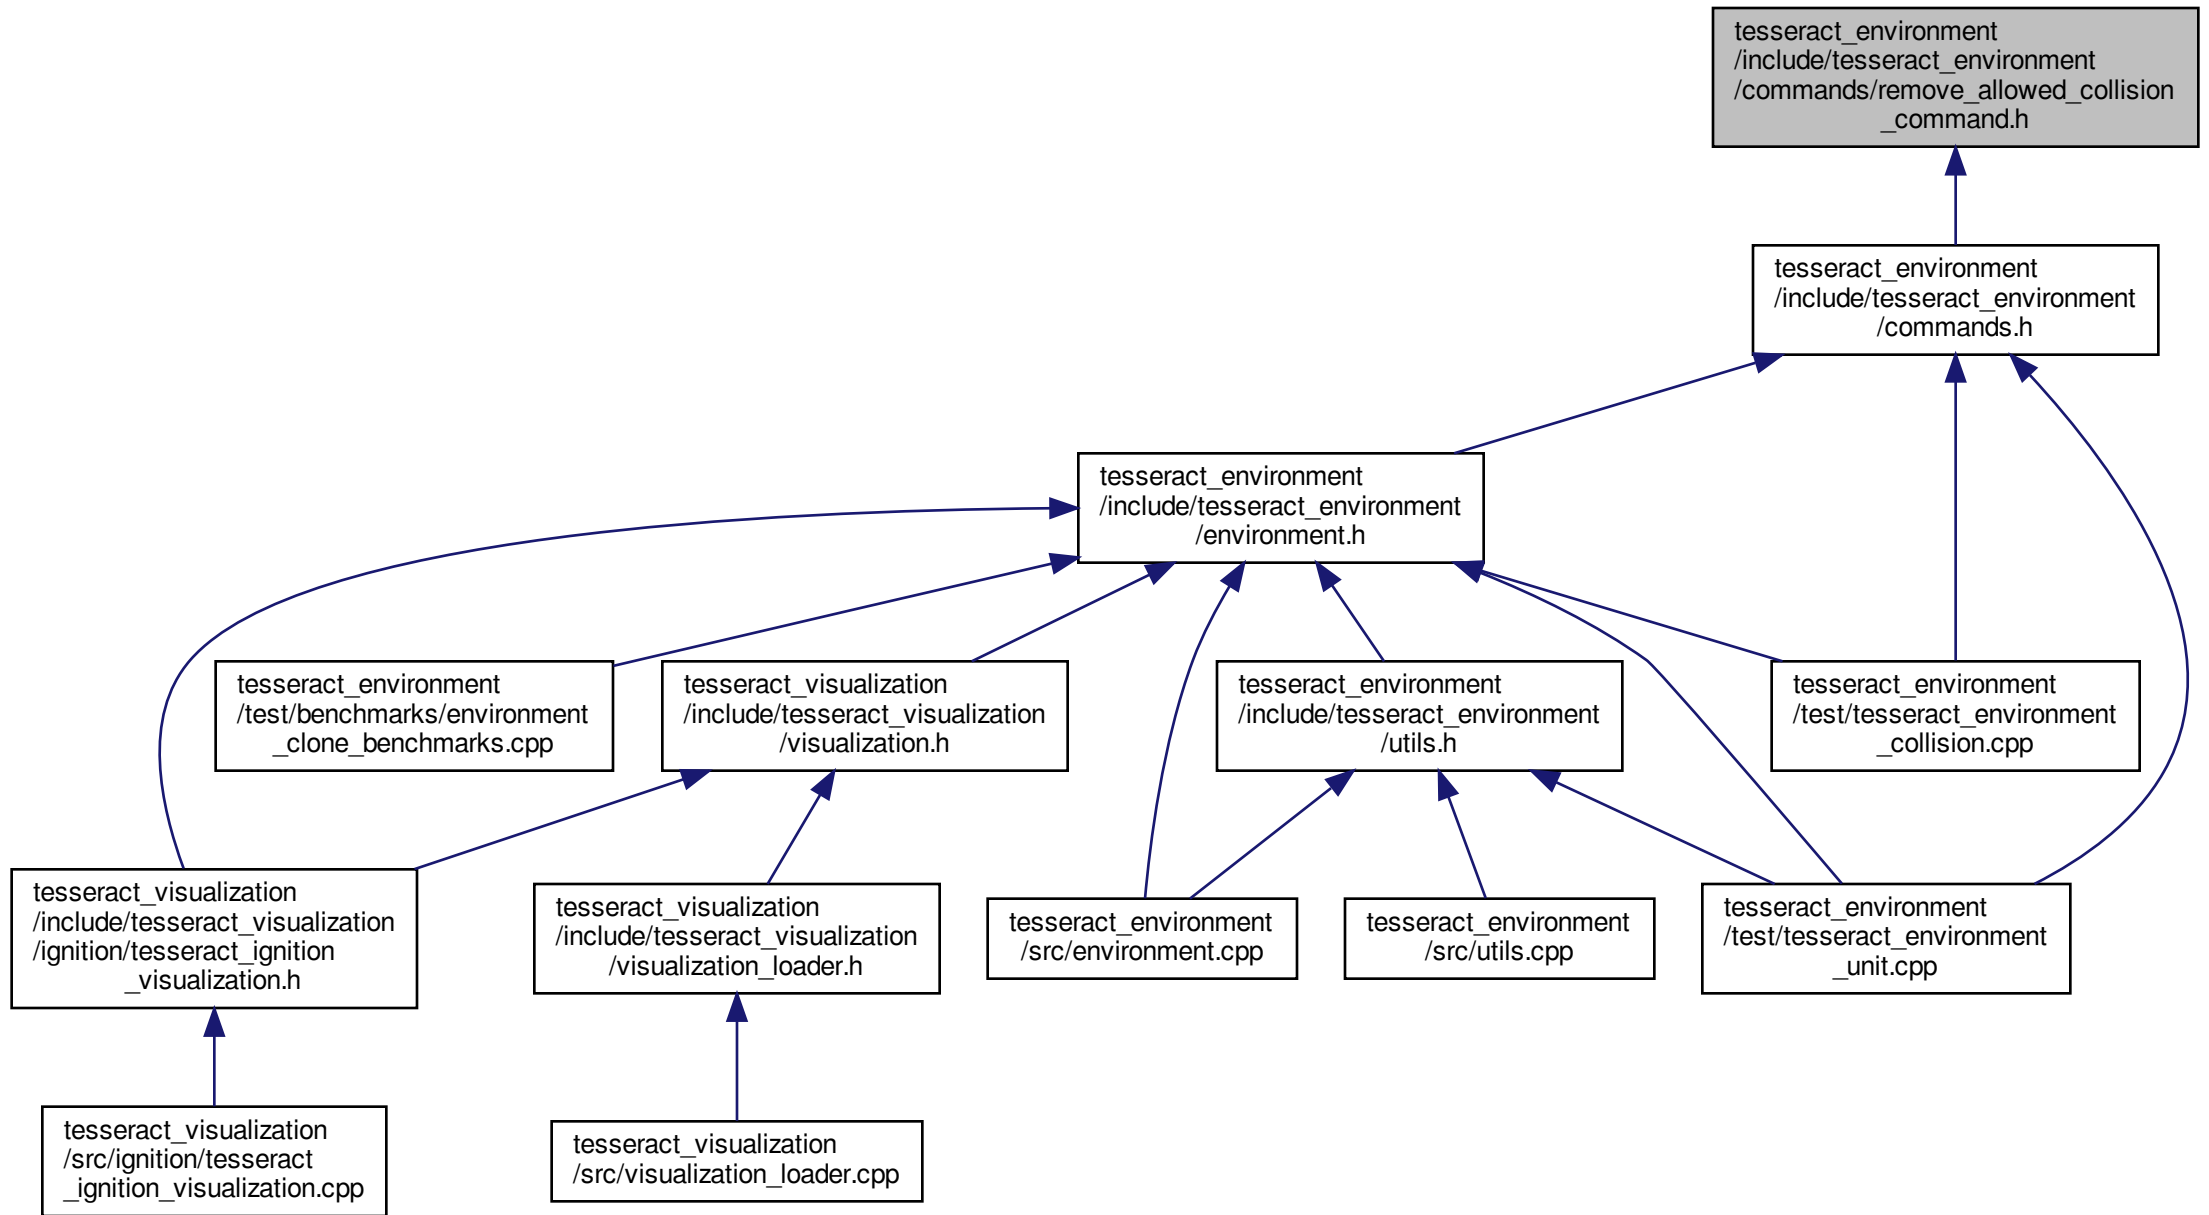 tesseract_environment
/include/tesseract_environment
/commands/remove_allowed_collision
_command.h
tesseract_environment
/include/tesseract_environment
/commands.h
tesseract_environment
/include/tesseract_environment
/environment.h
tesseract_environment
/test/benchmarks/environment
_clone_benchmarks.cpp
tesseract_visualization
/include/tesseract_visualization
/visualization.h
tesseract_environment
/include/tesseract_environment
/utils.h
tesseract_environment
/test/tesseract_environment
_collision.cpp
tesseract_visualization
/include/tesseract_visualization
/ignition/tesseract_ignition
_visualization.h
tesseract_visualization
/include/tesseract_visualization
/visualization_loader.h
tesseract_environment
/src/environment.cpp
tesseract_environment
/src/utils.cpp
tesseract_environment
/test/tesseract_environment
_unit.cpp
tesseract_visualization
/src/ignition/tesseract
_ignition_visualization.cpp
tesseract_visualization
/src/visualization_loader.cpp